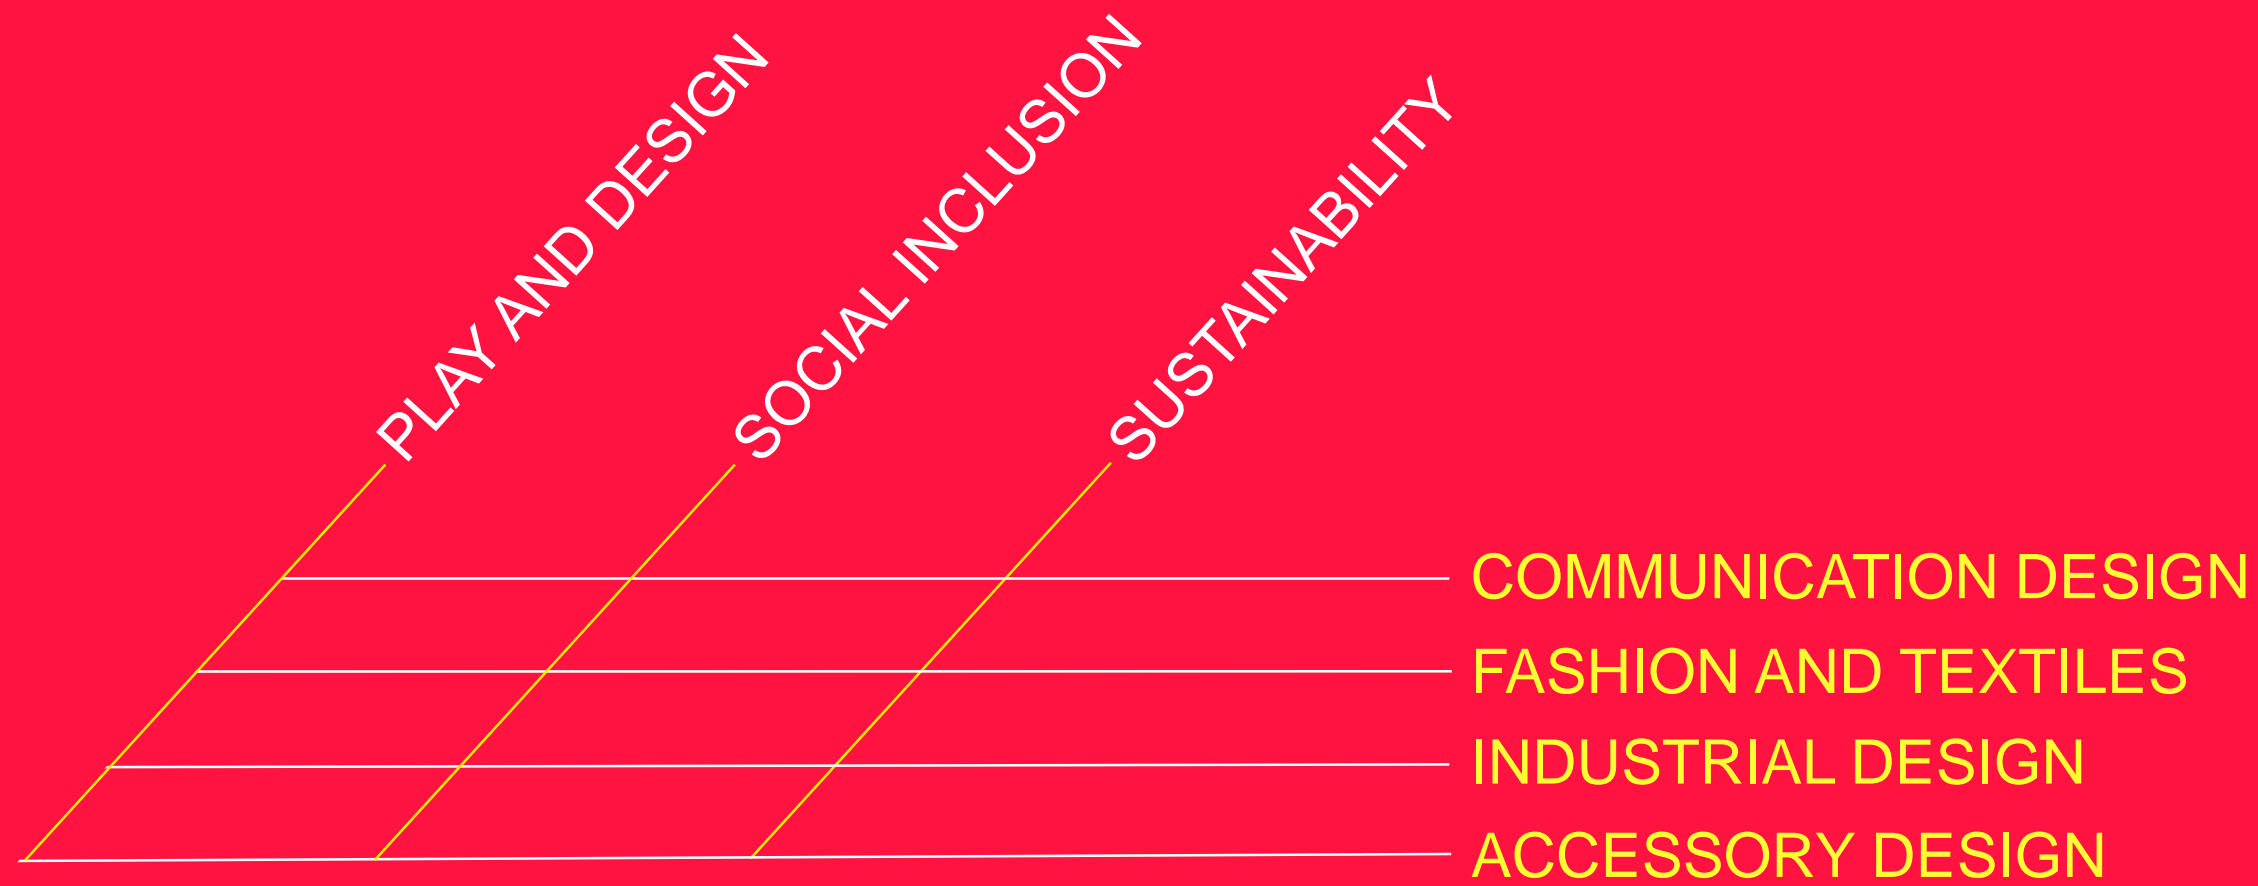 PLAY AND DESIGN
SOCIAL INCLUSION
SUSTAINABILITY
COMMUNICATION DESIGN
FASHION AND TEXTILES
INDUSTRIAL DESIGN
ACCESSORY DESIGN